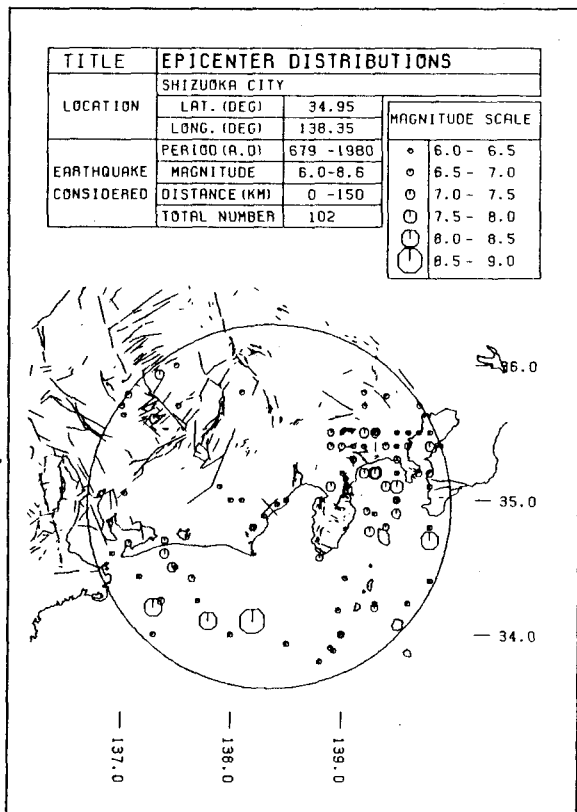 TITLE EPICENTER DISTRIBUTIONS
LOCATION SHIZUOKA CITY
LAT. (DEG) 34.95
LONG. (DEG) 138.35
EARTHQUAKE CONSIDERED PERIOD (A.D) 679 -1980
MAGNITUDE 6.0-8.6
DISTANCE (KM) 0 -150
TOTAL NUMBER 102
MAGNITUDE SCALE
6.0 - 6.5
6.5 - 7.0
7.0 - 7.5
7.5 - 8.0
8.0 - 8.5
8.5 - 9.0
36.0
35.0
34.0
137.0
138.0
139.0